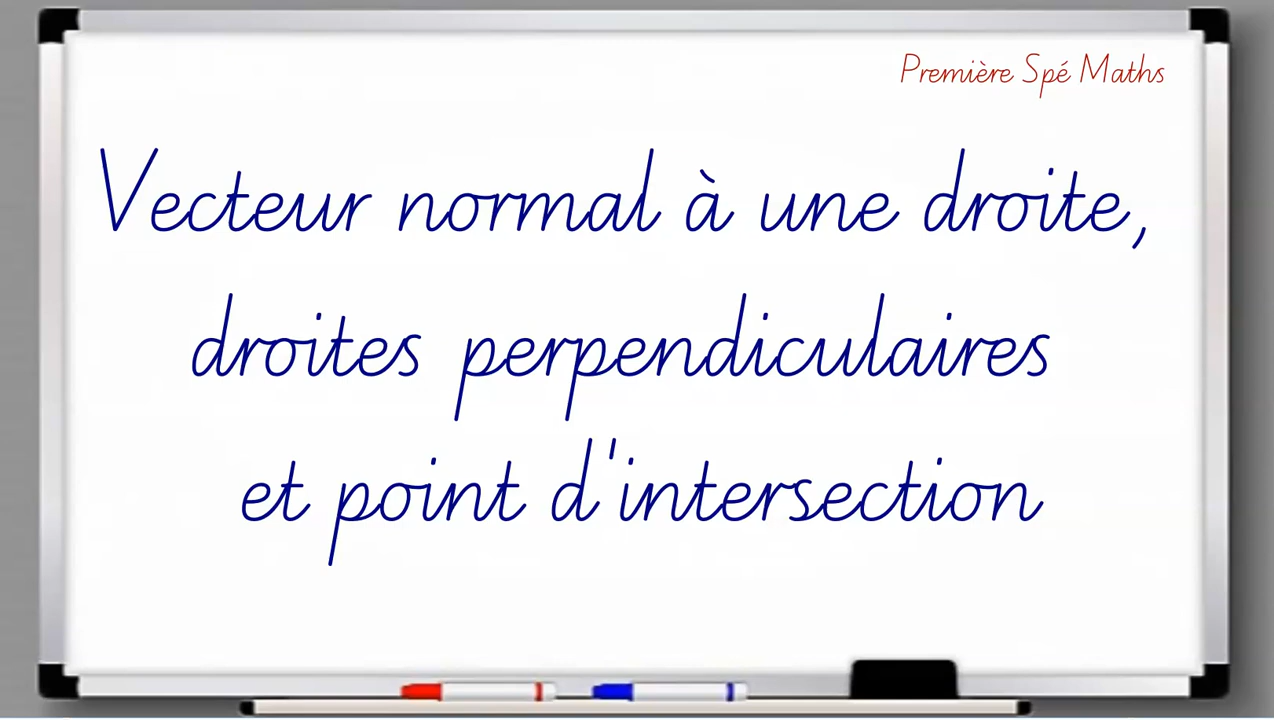 Première Spé Maths
Vecteur normal à une droite,
droites perpendiculaires
et point d'intersection